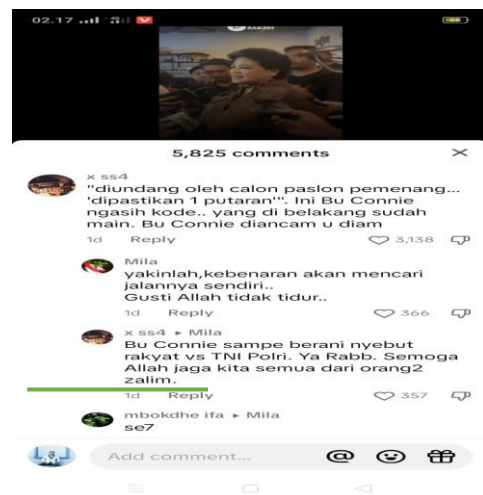 02.17
5,825 comments
x ss4
"diundang oleh calon paslon pemenang...
'dipastikan 1 putaran'". Ini Bu Connie
ngasih kode.. yang di belakang sudah
main. Bu Connie diancam u diam
1d Reply 3,138
Mila
yakinlah,kebenaran akan mencari
jalannya sendiri..
Gusti Allah tidak tidur..
1d Reply 366
x ss4 ▸ Mila
Bu Connie sampe berani nyebut
rakyat vs TNI Polri. Ya Rabb. Semoga
Allah jaga kita semua dari orang2
zalim.
1d Reply 357
mbokdhe ifa ▸ Mila
se7
Add comment... @